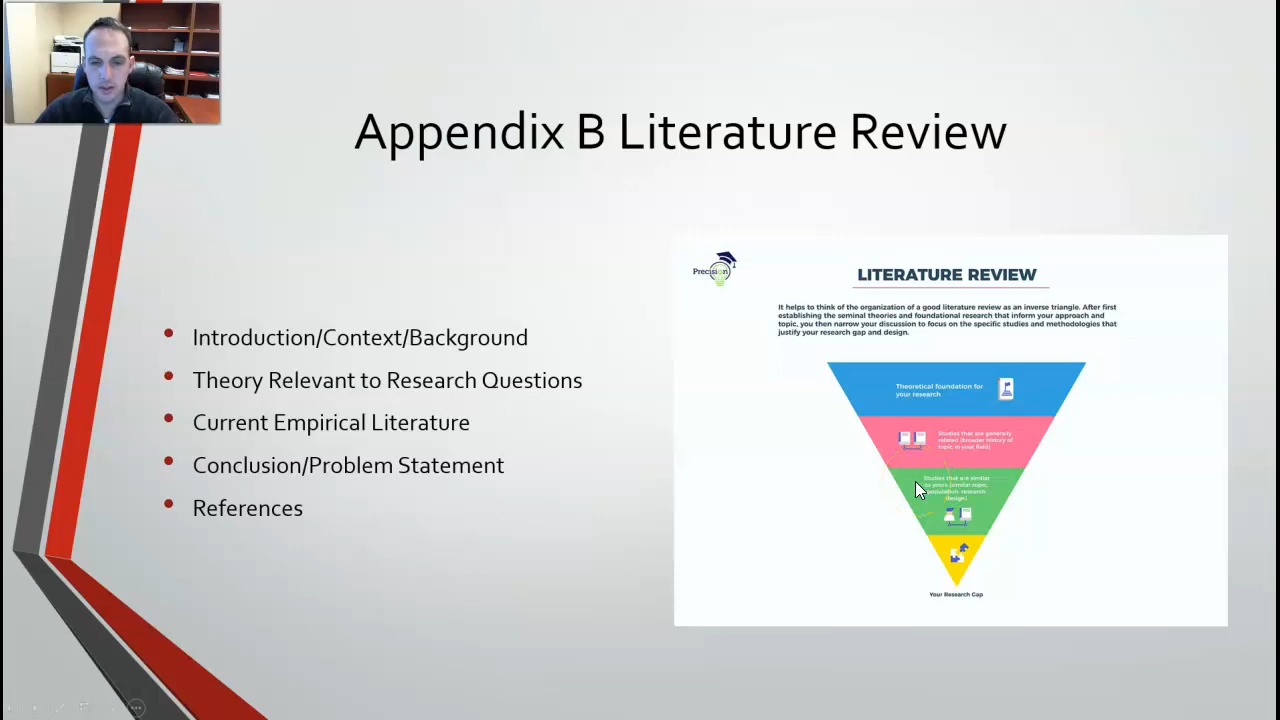 Appendix B Literature Review
Introduction/Context/Background
Theory Relevant to Research Questions
Current Empirical Literature
Conclusion/Problem Statement
References
Precision
LITERATURE REVIEW
It helps to think of the organization of a good literature review as an inverse triangle. After first
establishing the seminal theories and foundational research that inform your approach and
topic, you then narrow your discussion to focus on the specific studies and methodologies that
justify your research gap and design.
Theoretical foundation for
your research
Studies that are generally
related (broader history of
topic in your field)
Studies that are similar
to yours (similar topic,
population, research
design)
Your Research Gap